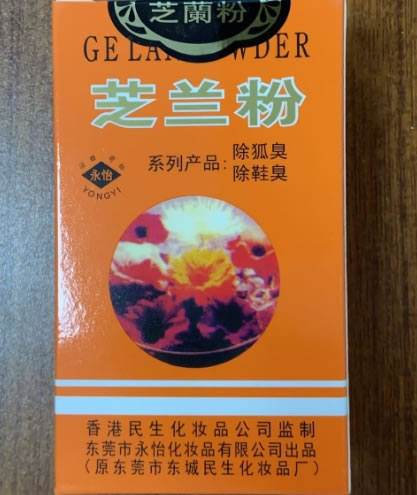 芝蘭粉
GE LAN POWDER
芝兰粉
系列产品：除狐臭
除鞋臭
永怡
YONGYI
香港民生化妆品公司监制
东莞市永怡化妆品有限公司出品
（原东莞市东城民生化妆品厂）